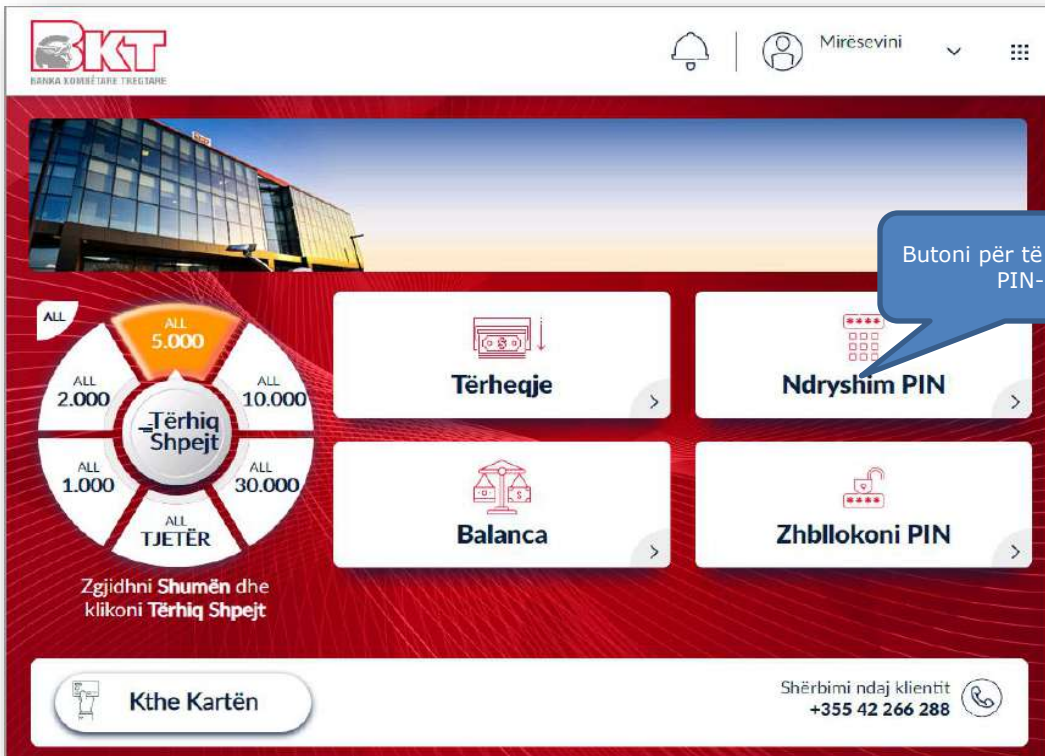 BKT
BANKA KOMBËTARE TREGTARE
Mirësevini
Butoni për të
PIN-
ALL
ALL
5.000
ALL
2.000
ALL
10.000
Tërhiq
Shpejt
ALL
1.000
ALL
30.000
ALL
TJETËR
Zgjidhni Shumën dhe
klikoni Tërhiq Shpejt
Tërheqje
****
Ndryshim PIN
Balanca
****
Zhbllokoni PIN
Kthe Kartën
Shërbimi ndaj klientit
+355 42 266 288